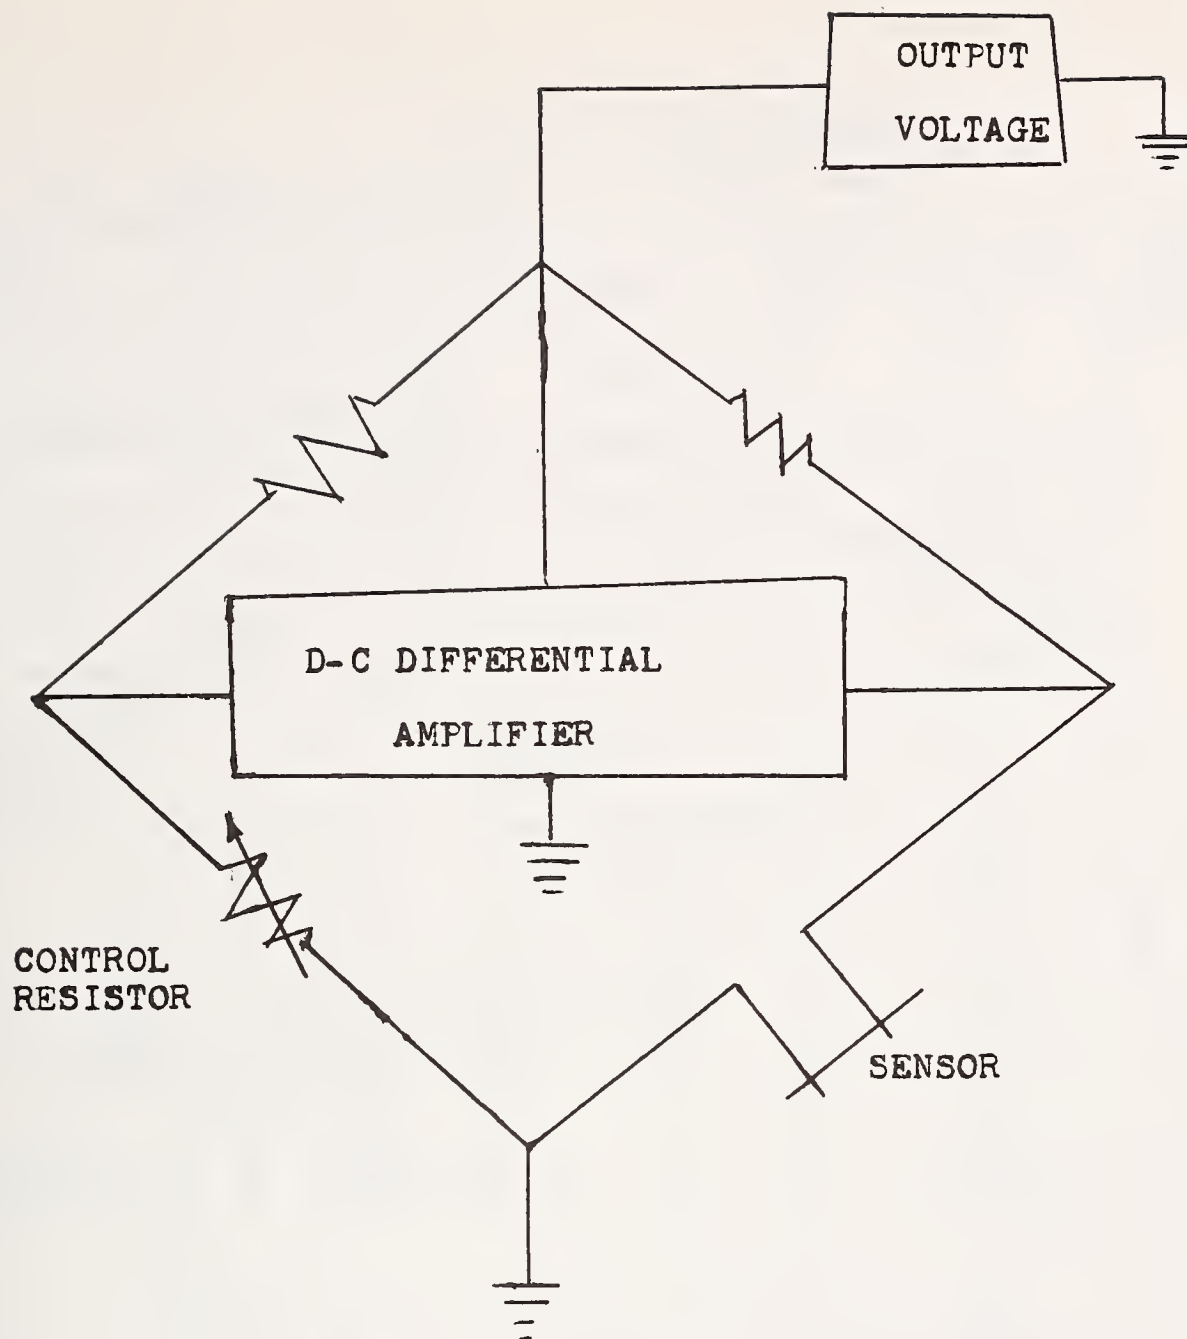 OUTPUT
VOLTAGE
D-C DIFFERENTIAL
AMPLIFIER
CONTROL
RESISTOR
SENSOR